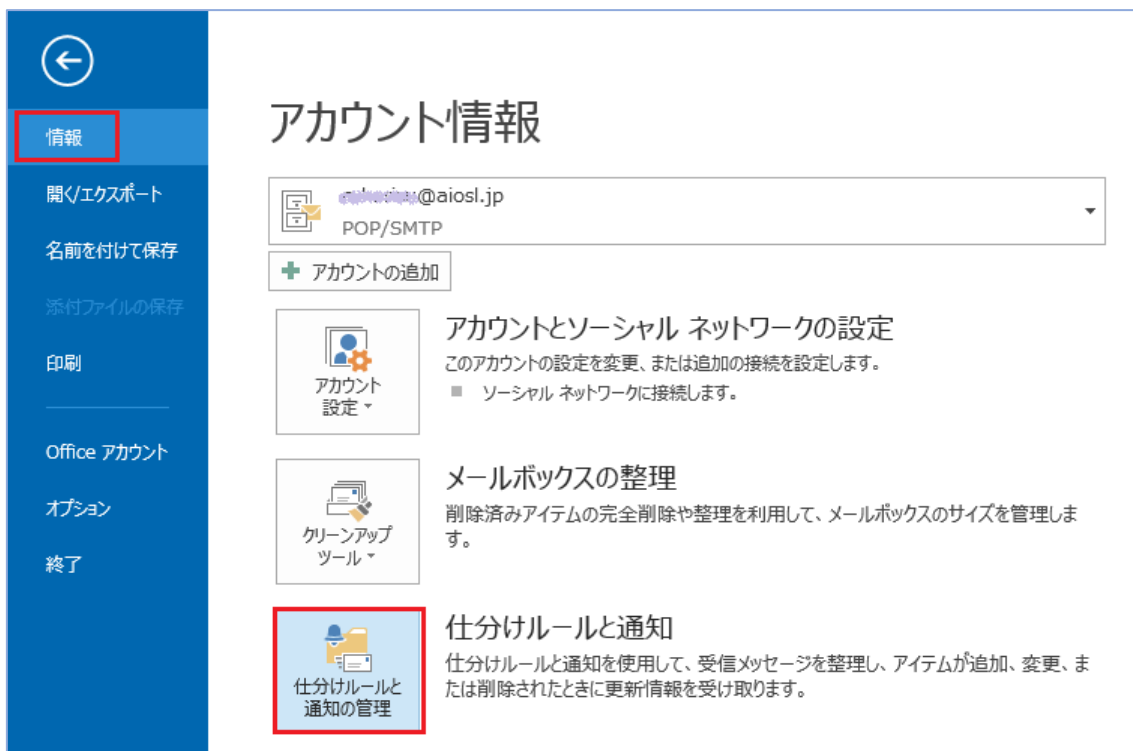 アカウント情報
情報
開く/エクスポート
名前を付けて保存
添付ファイルの保存
印刷
Office アカウント
オプション
終了
@aiosl.jp
POP/SMTP
アカウントの追加
アカウント
設定
アカウントとソーシャル ネットワークの設定
このアカウントの設定を変更、または追加の接続を設定します。
ソーシャル ネットワークに接続します。
クリーンアップ
ツール
メールボックスの整理
削除済みアイテムの完全削除や整理を利用して、メールボックスのサイズを管理しま
す。
仕分けルールと
通知の管理
仕分けルールと通知
仕分けルールと通知を使用して、受信メッセージを整理し、アイテムが追加、変更、ま
たは削除されたときに更新情報を受け取ります。